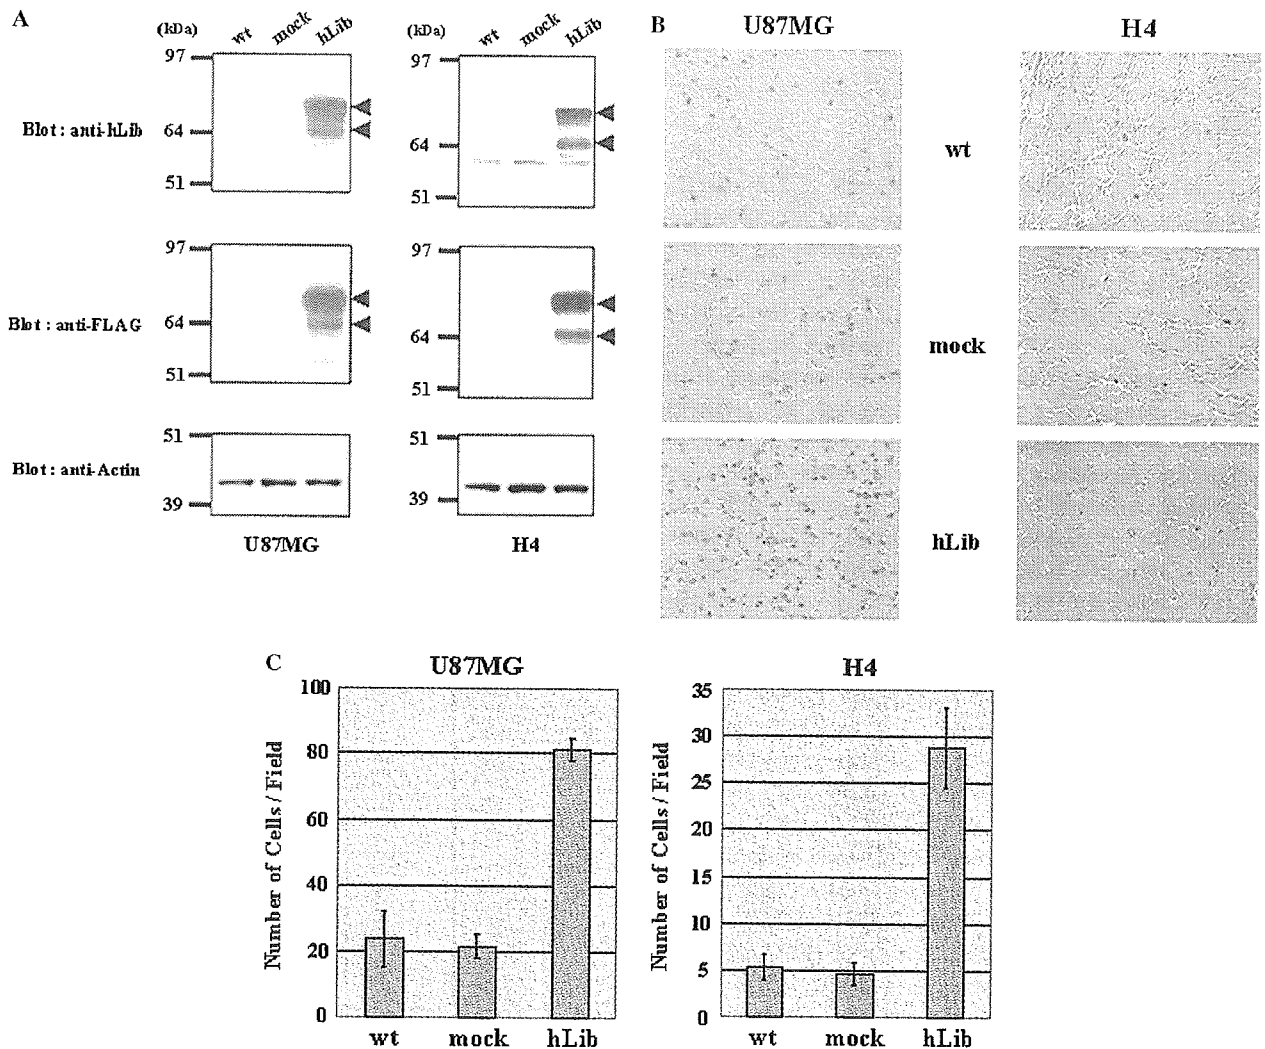 A
(kDa)
wt
mock
hLib
(kDa)
wt
mock
hLib
97
64
51
97
64
51
Blot : anti-hLib
97
64
51
97
64
51
Blot : anti-FLAG
51
39
51
39
Blot : anti-Actin
U87MG
H4
B
U87MG
H4
wt
mock
hLib
C
U87MG
100
80
60
40
20
0
Number of Cells / Field
wt
mock
hLib
H4
35
30
25
20
15
10
5
0
Number of Cells / Field
wt
mock
hLib